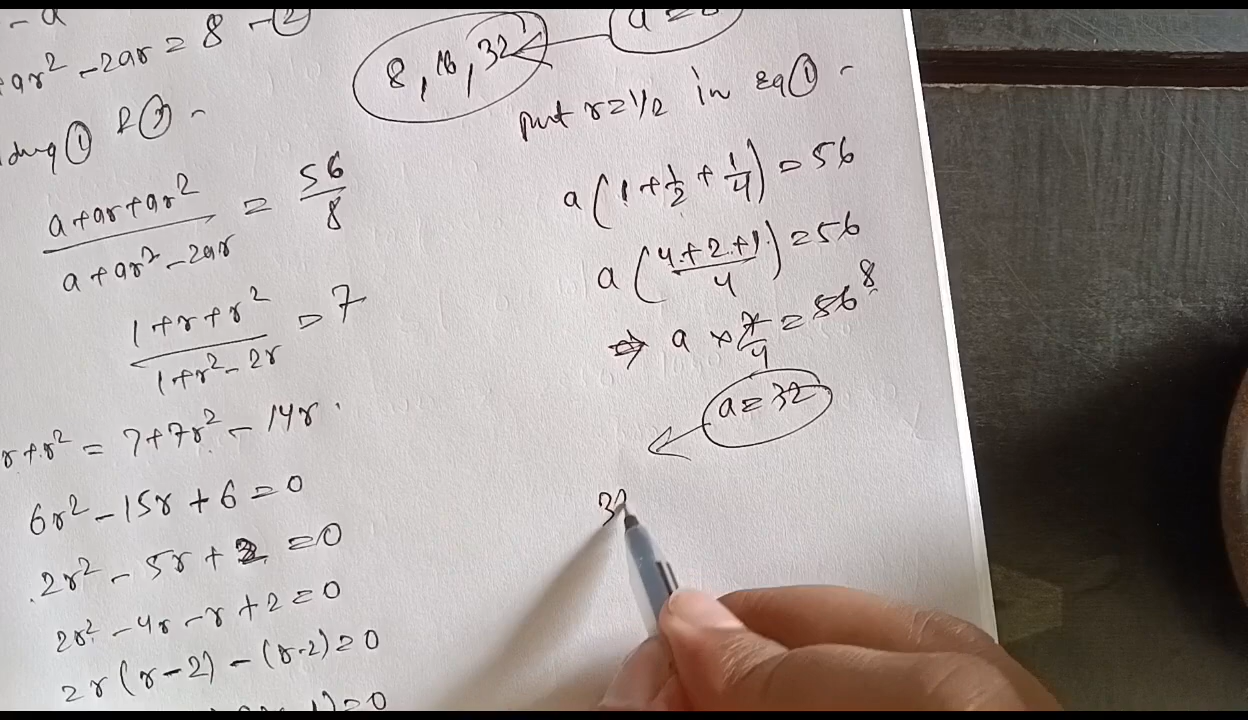 - a
+ ar² - 2ar = 8 - ②
① & ② -
a + ar + ar² / a + ar² - 2ar = 56 / 8
1 + r + r² / 1 + r² - 2r = 7
r + r² = 7 + 7r² - 14r
6r² - 15r + 6 = 0
2r² - 5r + 2 = 0
2r² - 4r - r + 2 = 0
2r (r - 2) - (r - 2) = 0
8, 16, 32
a =
put r = 1/2 in eq ① -
a (1 + 1/2 + 1/4) = 56
a (4 + 2 + 1 / 4) = 56
⇒ a × 7/4 = 56 8
a = 32
32